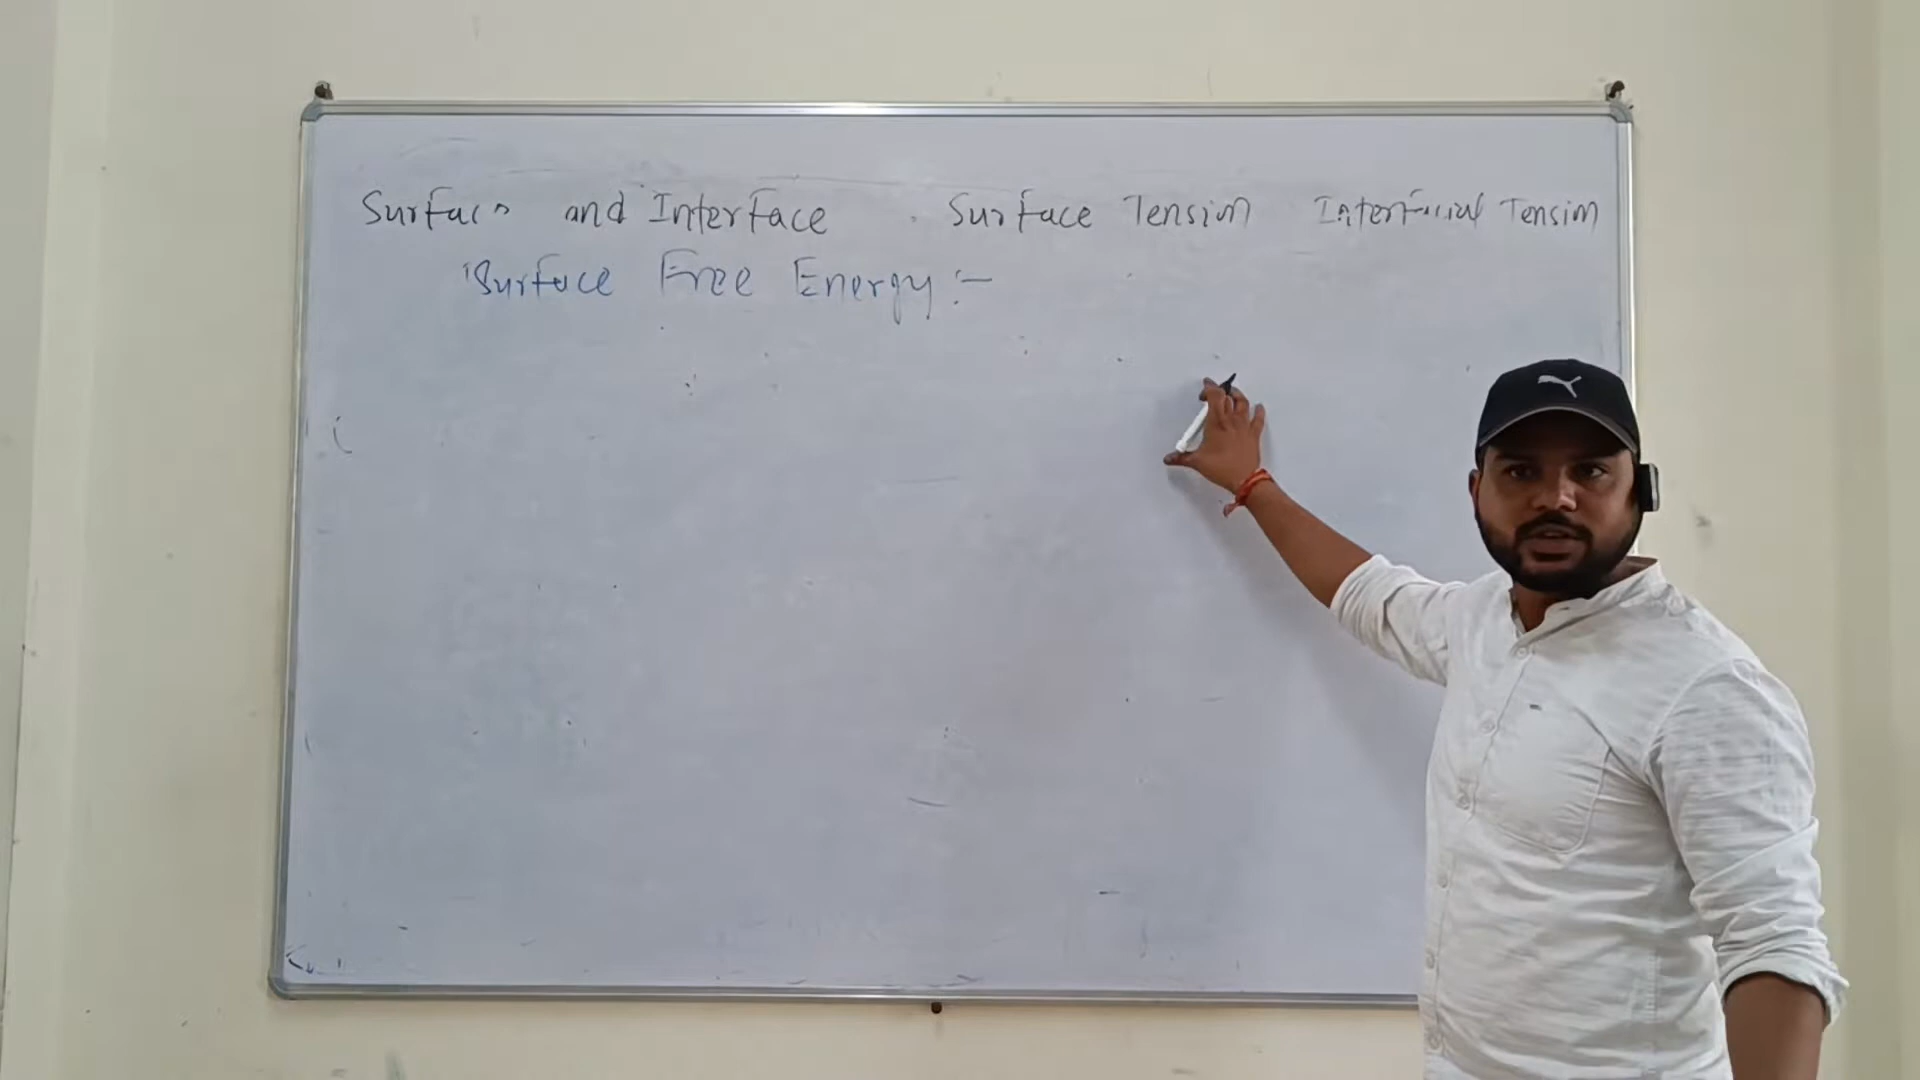 Surface and Interface . Surface Tension Interfacial Tension
Surface Free Energy :-